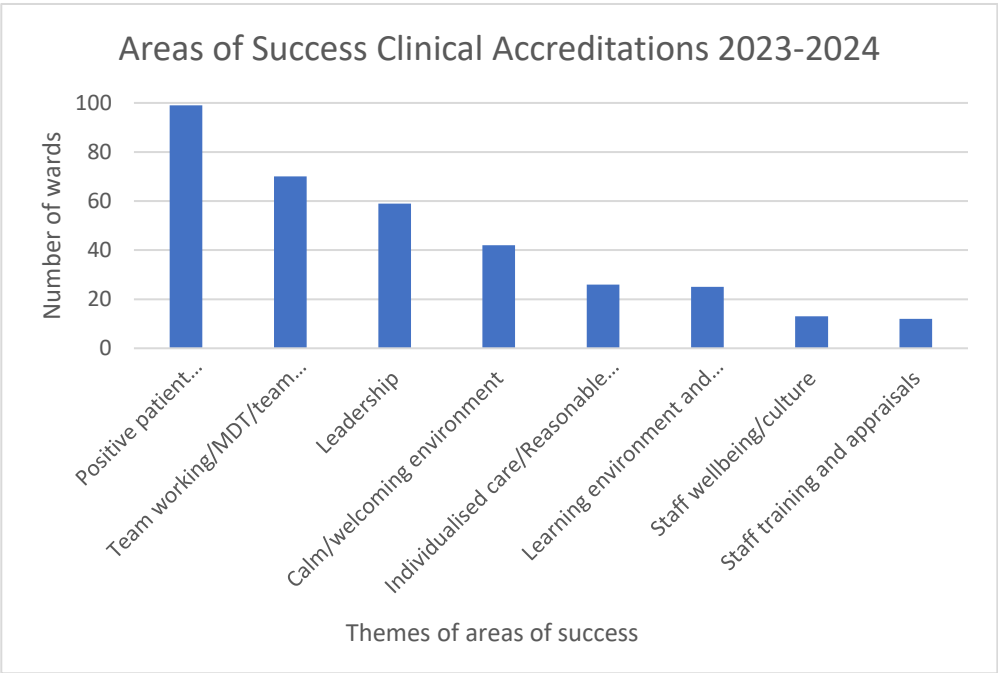 Areas of Success Clinical Accreditations 2023-2024
Number of wards
100
80
60
40
20
0
Positive patient...
Team working/MDT/team...
Leadership
Calm/welcoming environment
Individualised care/Reasonable...
Learning environment and...
Staff wellbeing/culture
Staff training and appraisals
Themes of areas of success